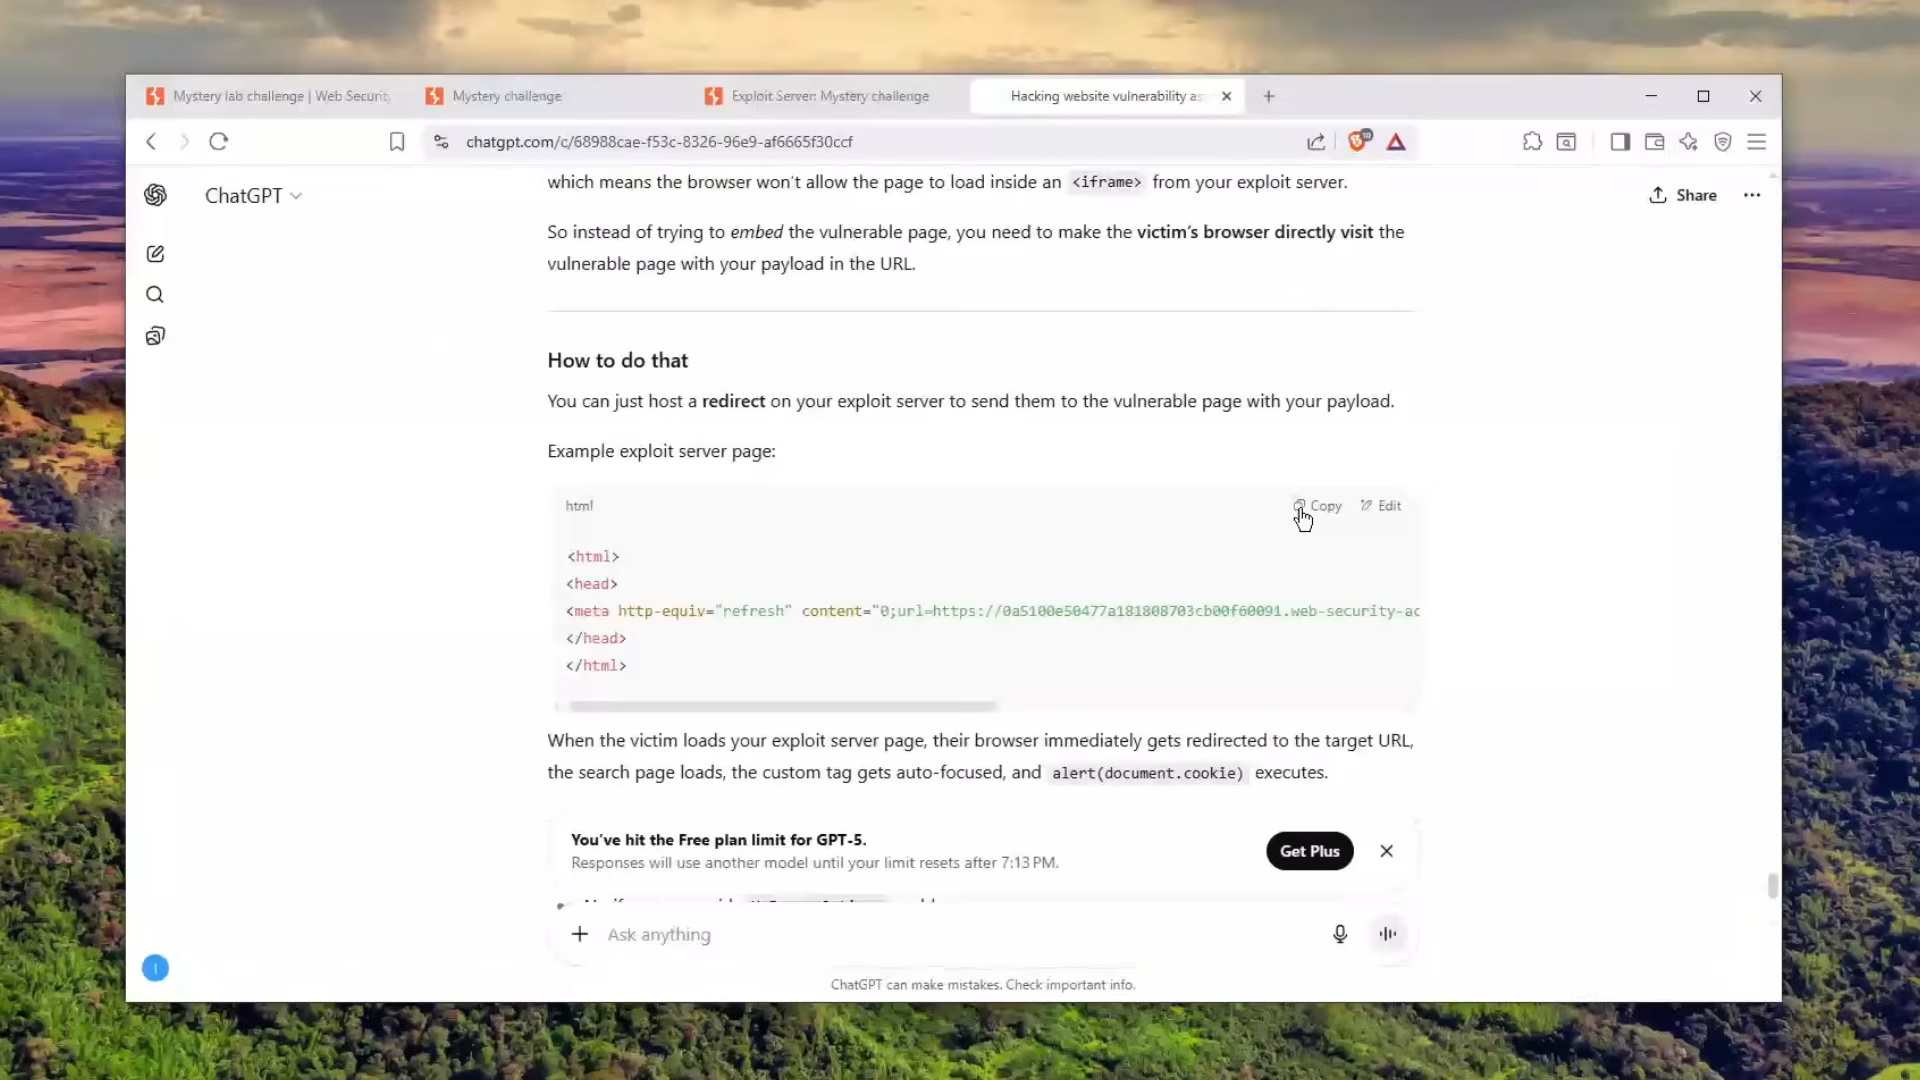 Mystery lab challenge | Web Securit
Mystery challenge
Exploit Server: Mystery challenge
Hacking website vulnerability as
chatgpt.com/c/68988cae-f53c-8326-96e9-af6665f30ccf
ChatGPT
Share
which means the browser won't allow the page to load inside an <iframe> from your exploit server.
So instead of trying to embed the vulnerable page, you need to make the victim's browser directly visit the
vulnerable page with your payload in the URL.
How to do that
You can just host a redirect on your exploit server to send them to the vulnerable page with your payload.
Example exploit server page:
html
Copy
Edit
<html>
<head>
<meta http-equiv="refresh" content="0;url=https://0a5100e50477a181808703cb00f60091.web-security-ac
</head>
</html>
When the victim loads your exploit server page, their browser immediately gets redirected to the target URL,
the search page loads, the custom tag gets auto-focused, and alert(document.cookie) executes.
You've hit the Free plan limit for GPT-5.
Responses will use another model until your limit resets after 7:13 PM.
Get Plus
Ask anything
ChatGPT can make mistakes. Check important info.